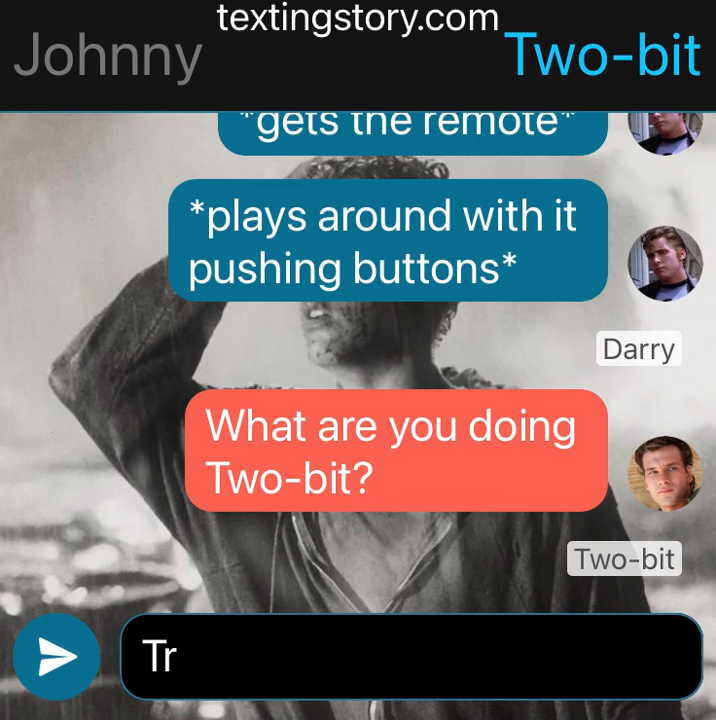 textingstory.com
Johnny Two-bit
*gets the remote*
*plays around with it
pushing buttons*
Darry
What are you doing
Two-bit?
Two-bit
Tr